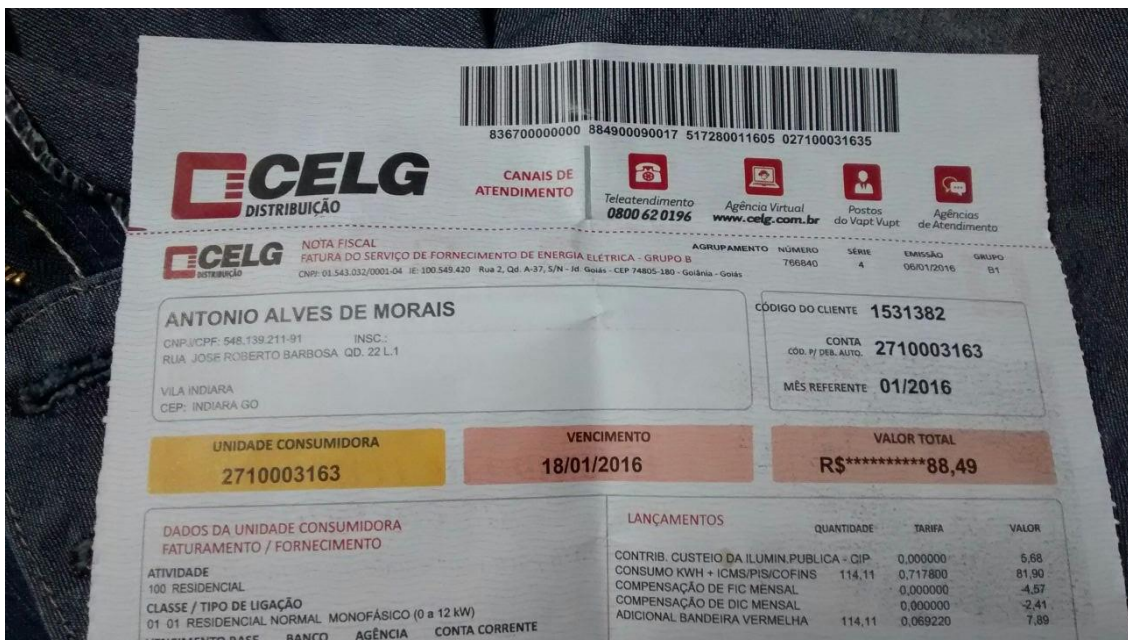 836700000000 884900090017 517280011605 027100031635
CELG
DISTRIBUIÇÃO
CANAIS DE
ATENDIMENTO
Teleatendimento
0800 62 0196
Agência Virtual
www.celg.com.br
Postos
do Vapt Vupt
Agências
de Atendimento
CELG
DISTRIBUIÇÃO
NOTA FISCAL
FATURA DO SERVIÇO DE FORNECIMENTO DE ENERGIA ELÉTRICA - GRUPO B
CNPJ: 01.543.032/0001-04 IE: 100.549.420 Rua 2, Qd. A-37, S/N - Jd. Goiás - CEP 74805-180 - Goiânia - Goiás
AGRUPAMENTO NÚMERO SÉRIE EMISSÃO GRUPO
766840 4 06/01/2016 B1
ANTONIO ALVES DE MORAIS
CNPJ/CPF: 548.139.211-91 INSC.:
RUA JOSE ROBERTO BARBOSA QD. 22 L.1
VILA INDIARA
CEP: INDIARA GO
CÓDIGO DO CLIENTE 1531382
CONTA
CÓD. P/ DEB. AUTO. 2710003163
MÊS REFERENTE 01/2016
UNIDADE CONSUMIDORA
2710003163
VENCIMENTO
18/01/2016
VALOR TOTAL
R$**********88,49
DADOS DA UNIDADE CONSUMIDORA
FATURAMENTO / FORNECIMENTO
ATIVIDADE
100 RESIDENCIAL
CLASSE / TIPO DE LIGAÇÃO
01 01 RESIDENCIAL NORMAL MONOFÁSICO (0 a 12 kW)
VENCIMENTO BASE BANCO AGÊNCIA CONTA CORRENTE
LANÇAMENTOS QUANTIDADE TARIFA VALOR
CONTRIB. CUSTEIO DA ILUMIN.PUBLICA - CIP 0,000000 5,68
CONSUMO KWH + ICMS/PIS/COFINS 114,11 0,717800 81,90
COMPENSAÇÃO DE FIC MENSAL 0,000000 -4,57
COMPENSAÇÃO DE DIC MENSAL 0,000000 -2,41
ADICIONAL BANDEIRA VERMELHA 114,11 0,069220 7,89